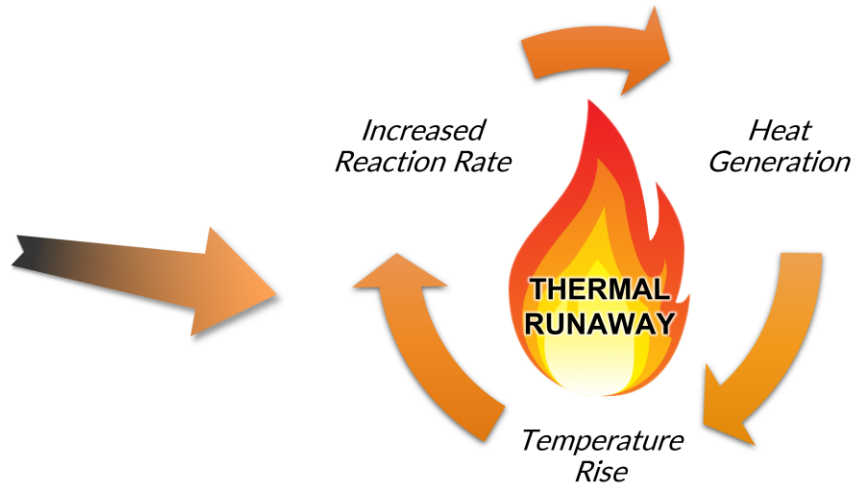 Increased
Reaction Rate
Heat
Generation
THERMAL
RUNAWAY
Temperature
Rise